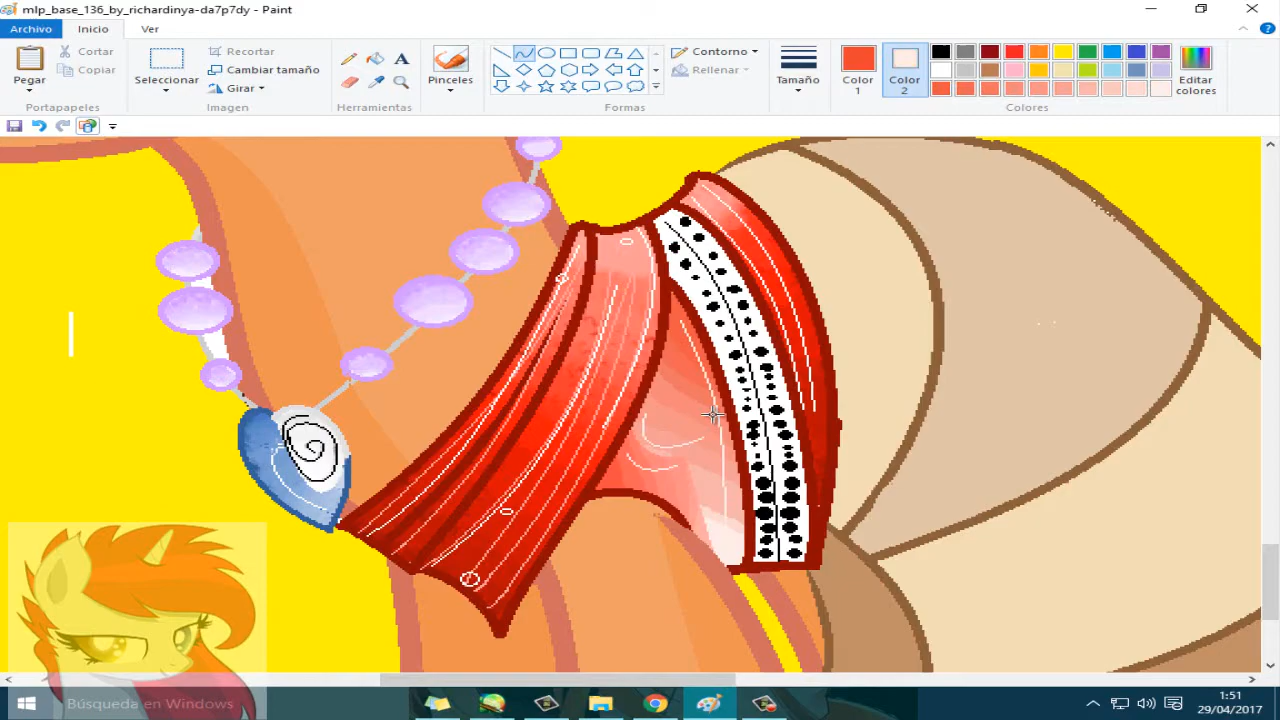 mlp_base_136_by_richardinya-da7p7dy - Paint
Archivo Inicio Ver
Pegar
Cortar
Copiar
Portapapeles
Seleccionar
Recortar
Cambiar tamaño
Girar
Imagen
A
Herramientas
Pinceles
Formas
Contorno
Rellenar
Tamaño
Color 1
Color 2
Editar colores
Colores
Búsqueda en Windows
1:51
29/04/2017